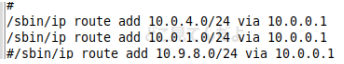 #
/sbin/ip route add 10.0.4.0/24 via 10.0.0.1
/sbin/ip route add 10.0.1.0/24 via 10.0.0.1
#/sbin/ip route add 10.9.8.0/24 via 10.0.0.1